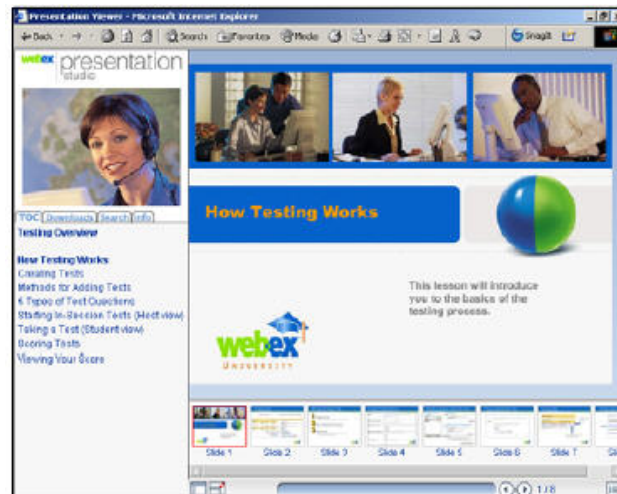 Presentation Viewer - Microsoft Internet Explorer
Back Search Favorites Media SnagIt
webex presentation
studio
TOC Downloads Search Info
Testing Overview
How Testing Works
Creating Tests
Methods for Adding Tests
6 Types of Test Questions
Starting In-Session Tests (Host view)
Taking a Test (Student view)
Scoring Tests
Viewing Your Score
How Testing Works
This lesson will introduce
you to the basics of the
testing process.
webex
UNIVERSITY
Slide 1 Slide 2 Slide 3 Slide 4 Slide 5 Slide 6 Slide 7
1 / 8